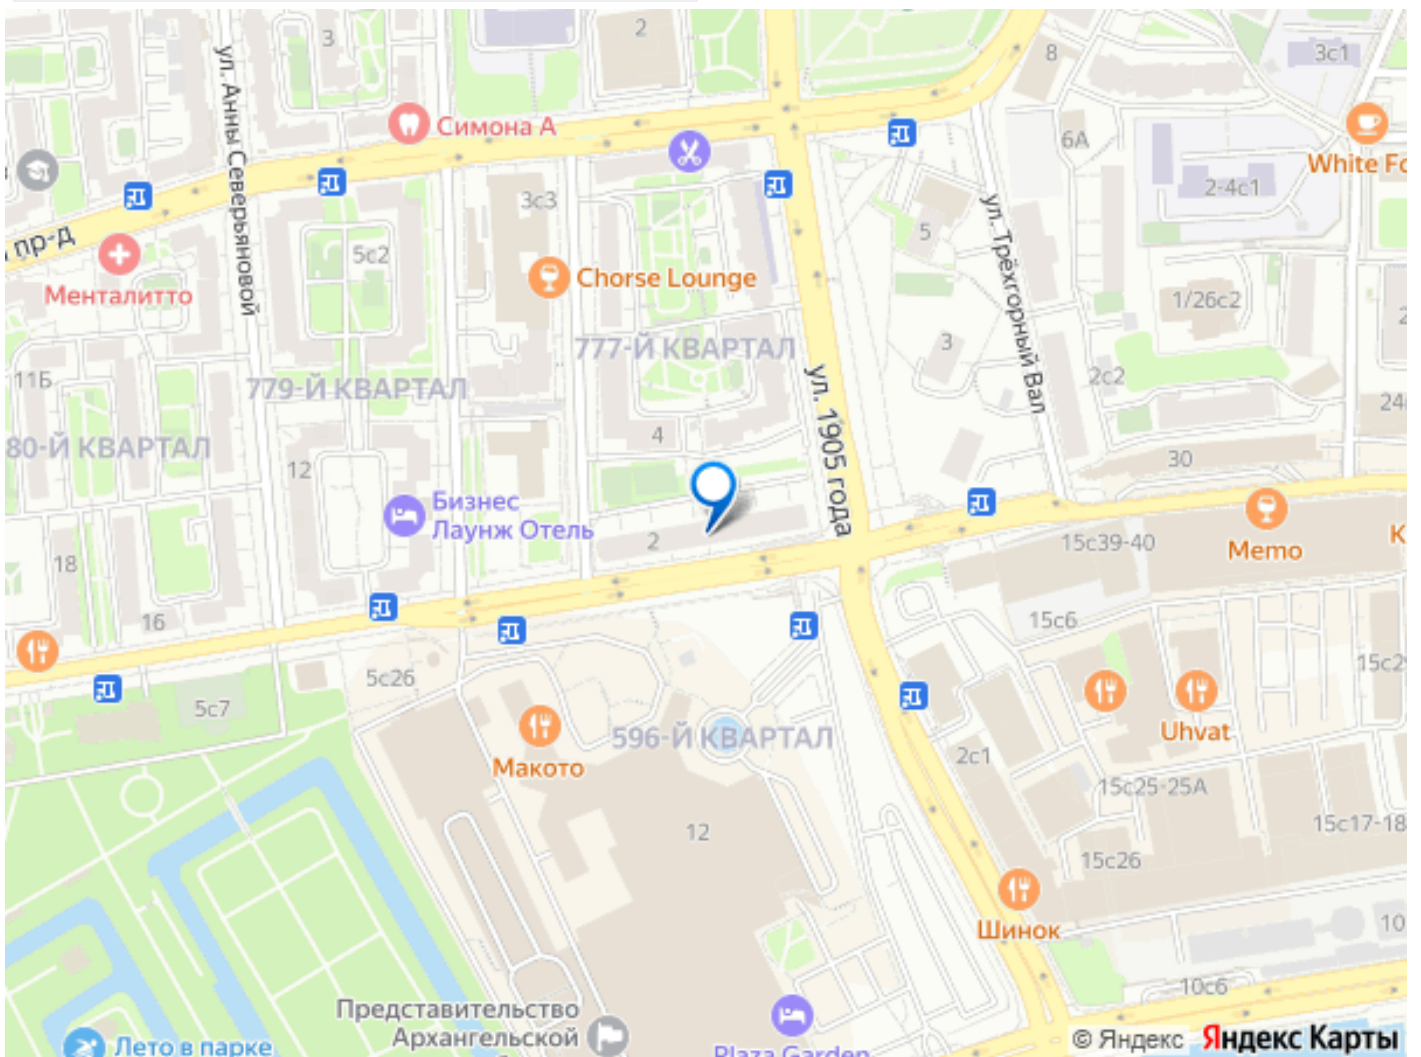 3
2
8
3с1
ул. Анны Северьяновой
Симона А
6А
White Fo
2-4с1
3с3
ул. Трёхгорный Вал
пр-д
5с2
5
Менталитто
Chorse Lounge
1/26с2
777-Й КВАРТАЛ
3
11Б
779-Й КВАРТАЛ
2с2
ул. 1905 года
24
80-Й КВАРТАЛ
4
12
30
Бизнес
Лаунж Отель
2
15с39-40
Memo
К
18
16
15с6
5с26
15с2
5с7
596-Й КВАРТАЛ
Uhvat
2с1
Макото
15с25-25А
12
15с17-18
15с26
Шинок
10
10с6
Представительство
Архангельской
Plaza Garden
Лето в парке
© Яндекс Яндекс Карты